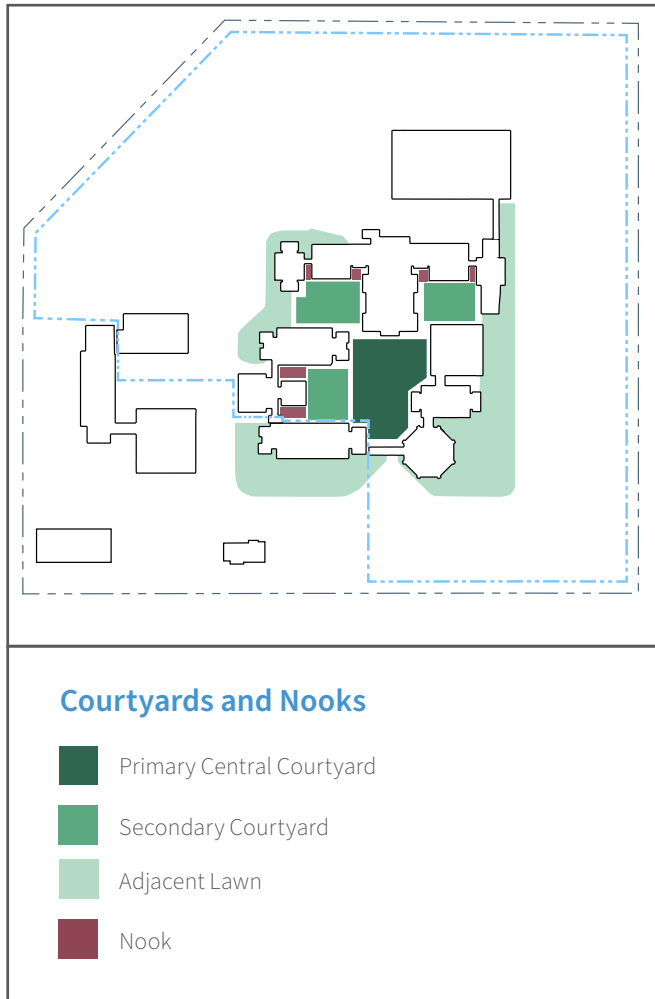 Courtyards and Nooks
Primary Central Courtyard
Secondary Courtyard
Adjacent Lawn
Nook